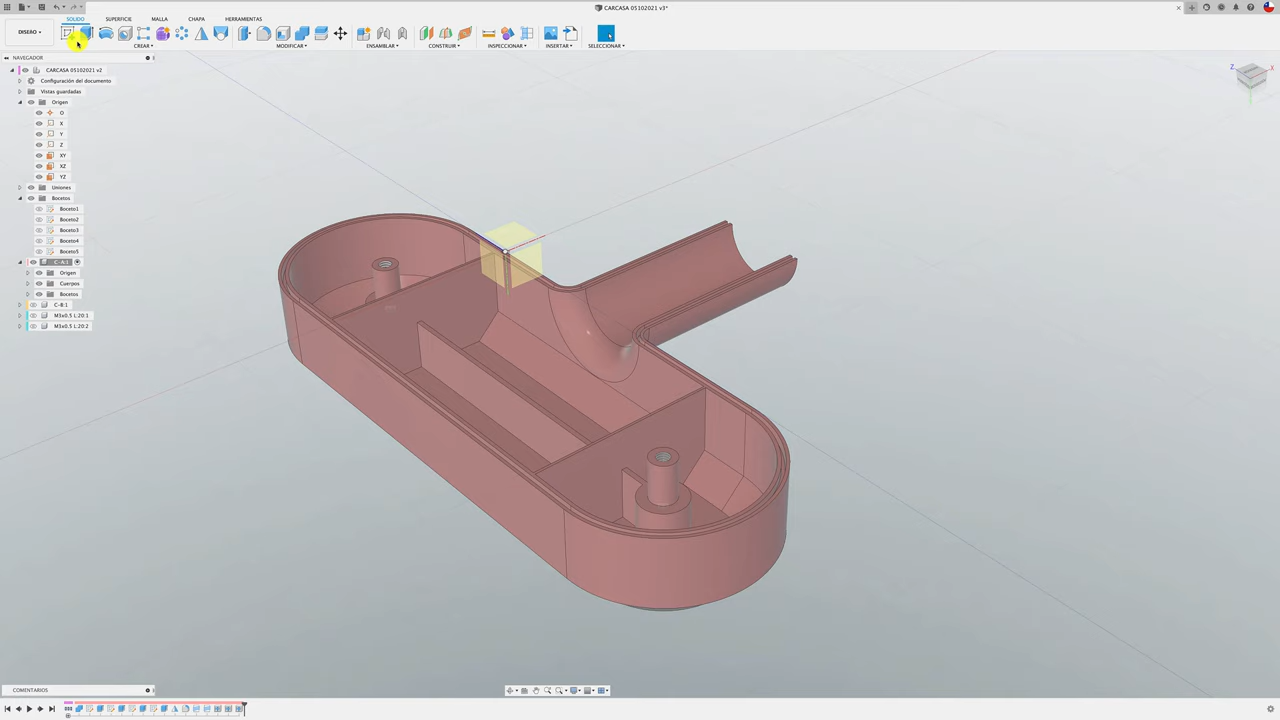 CARCASA 05102021 v3*
SÓLIDO
SUPERFICIE
MALLA
CHAPA
HERRAMIENTAS
DISEÑO
CREAR
MODIFICAR
ENSAMBLAR
CONSTRUIR
INSPECCIONAR
INSERTAR
SELECCIONAR
NAVEGADOR
CARCASA 05102021 v2
Configuración del documento
Vistas guardadas
Origen
O
X
Y
Z
XY
XZ
YZ
Uniones
Bocetos
Boceto1
Boceto2
Boceto3
Boceto4
Boceto5
C-A:1
Origen
Cuerpos
Bocetos
C-B:1
M3x0.5 L:20:1
M3x0.5 L:20:2
Z
X
COMENTARIOS